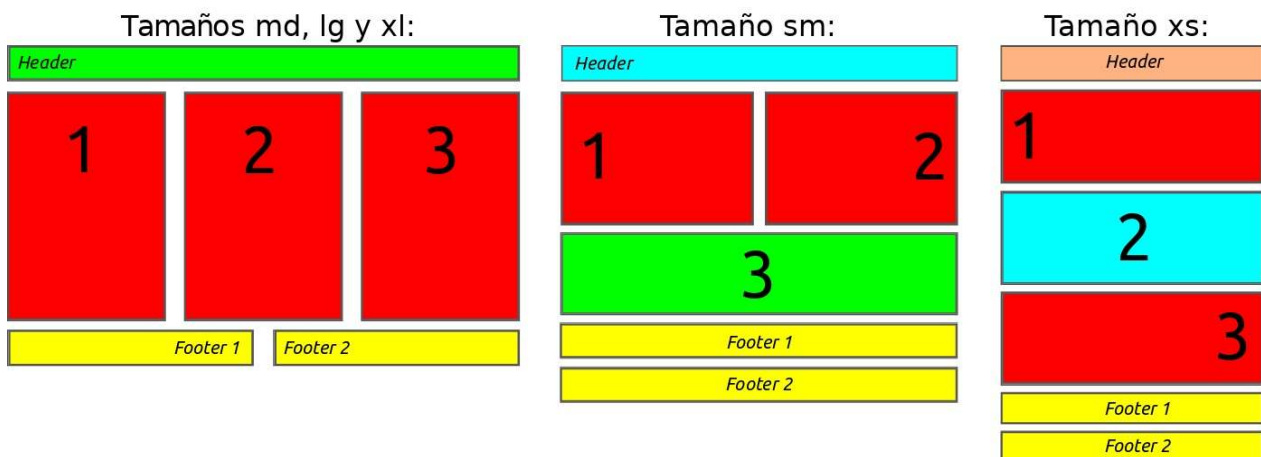 Tamaños md, lg y xl:
Header
1
2
3
Footer 1
Footer 2
Tamaño sm:
Header
1
2
3
Footer 1
Footer 2
Tamaño xs:
Header
1
2
3
Footer 1
Footer 2